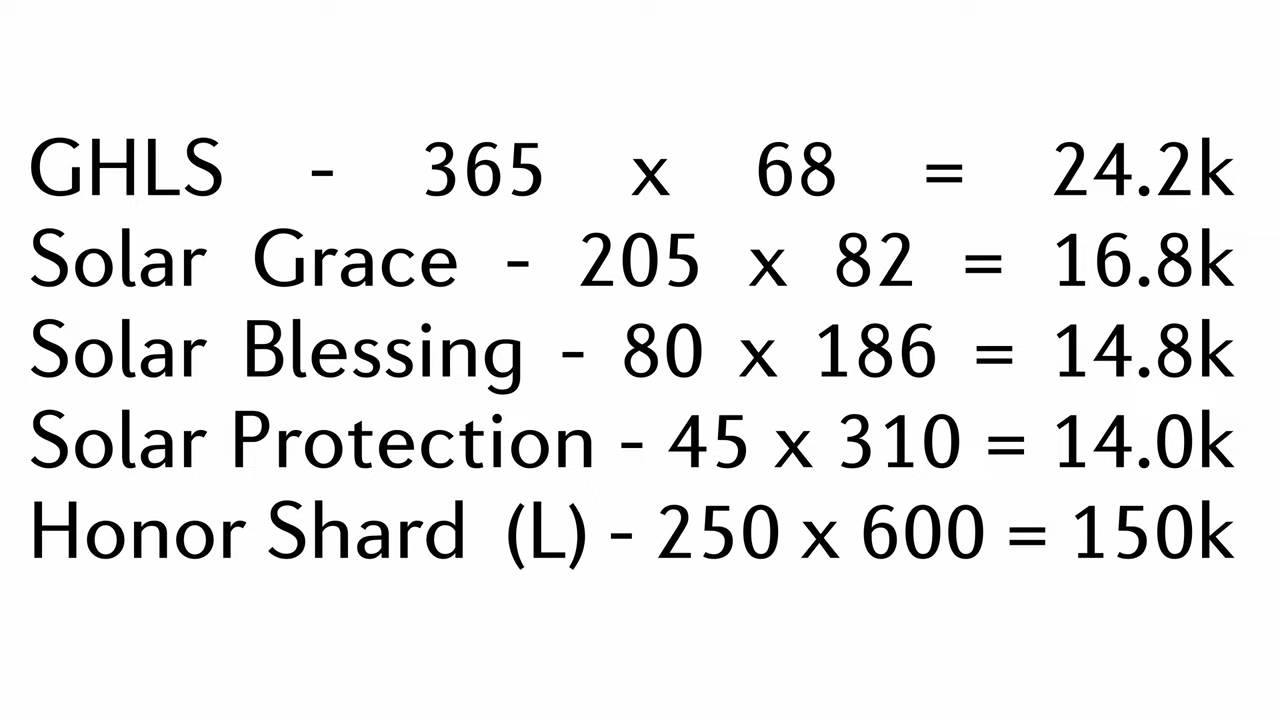 GHLS - 365 x 68 = 24.2k
Solar Grace - 205 x 82 = 16.8k
Solar Blessing - 80 x 186 = 14.8k
Solar Protection - 45 x 310 = 14.0k
Honor Shard (L) - 250 x 600 = 150k